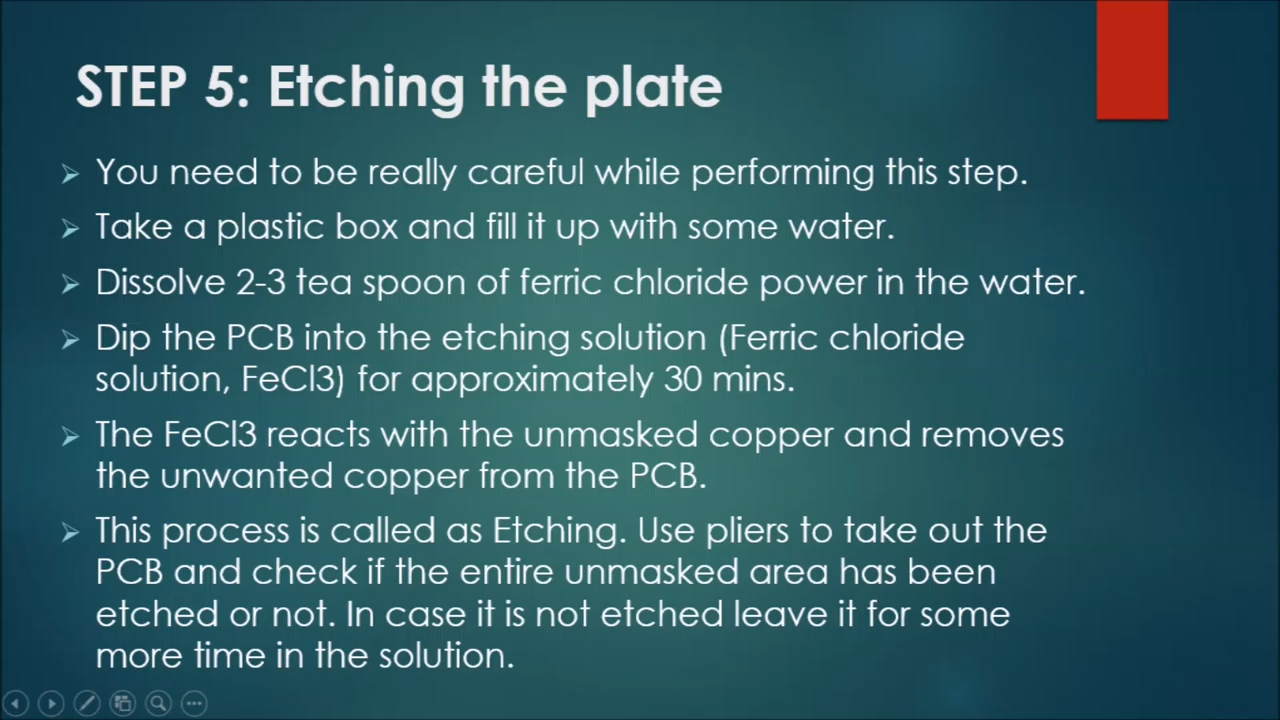 STEP 5: Etching the plate
You need to be really careful while performing this step.
Take a plastic box and fill it up with some water.
Dissolve 2-3 tea spoon of ferric chloride power in the water.
Dip the PCB into the etching solution (Ferric chloride
solution, FeCl3) for approximately 30 mins.
The FeCl3 reacts with the unmasked copper and removes
the unwanted copper from the PCB.
This process is called as Etching. Use pliers to take out the
PCB and check if the entire unmasked area has been
etched or not. In case it is not etched leave it for some
more time in the solution.